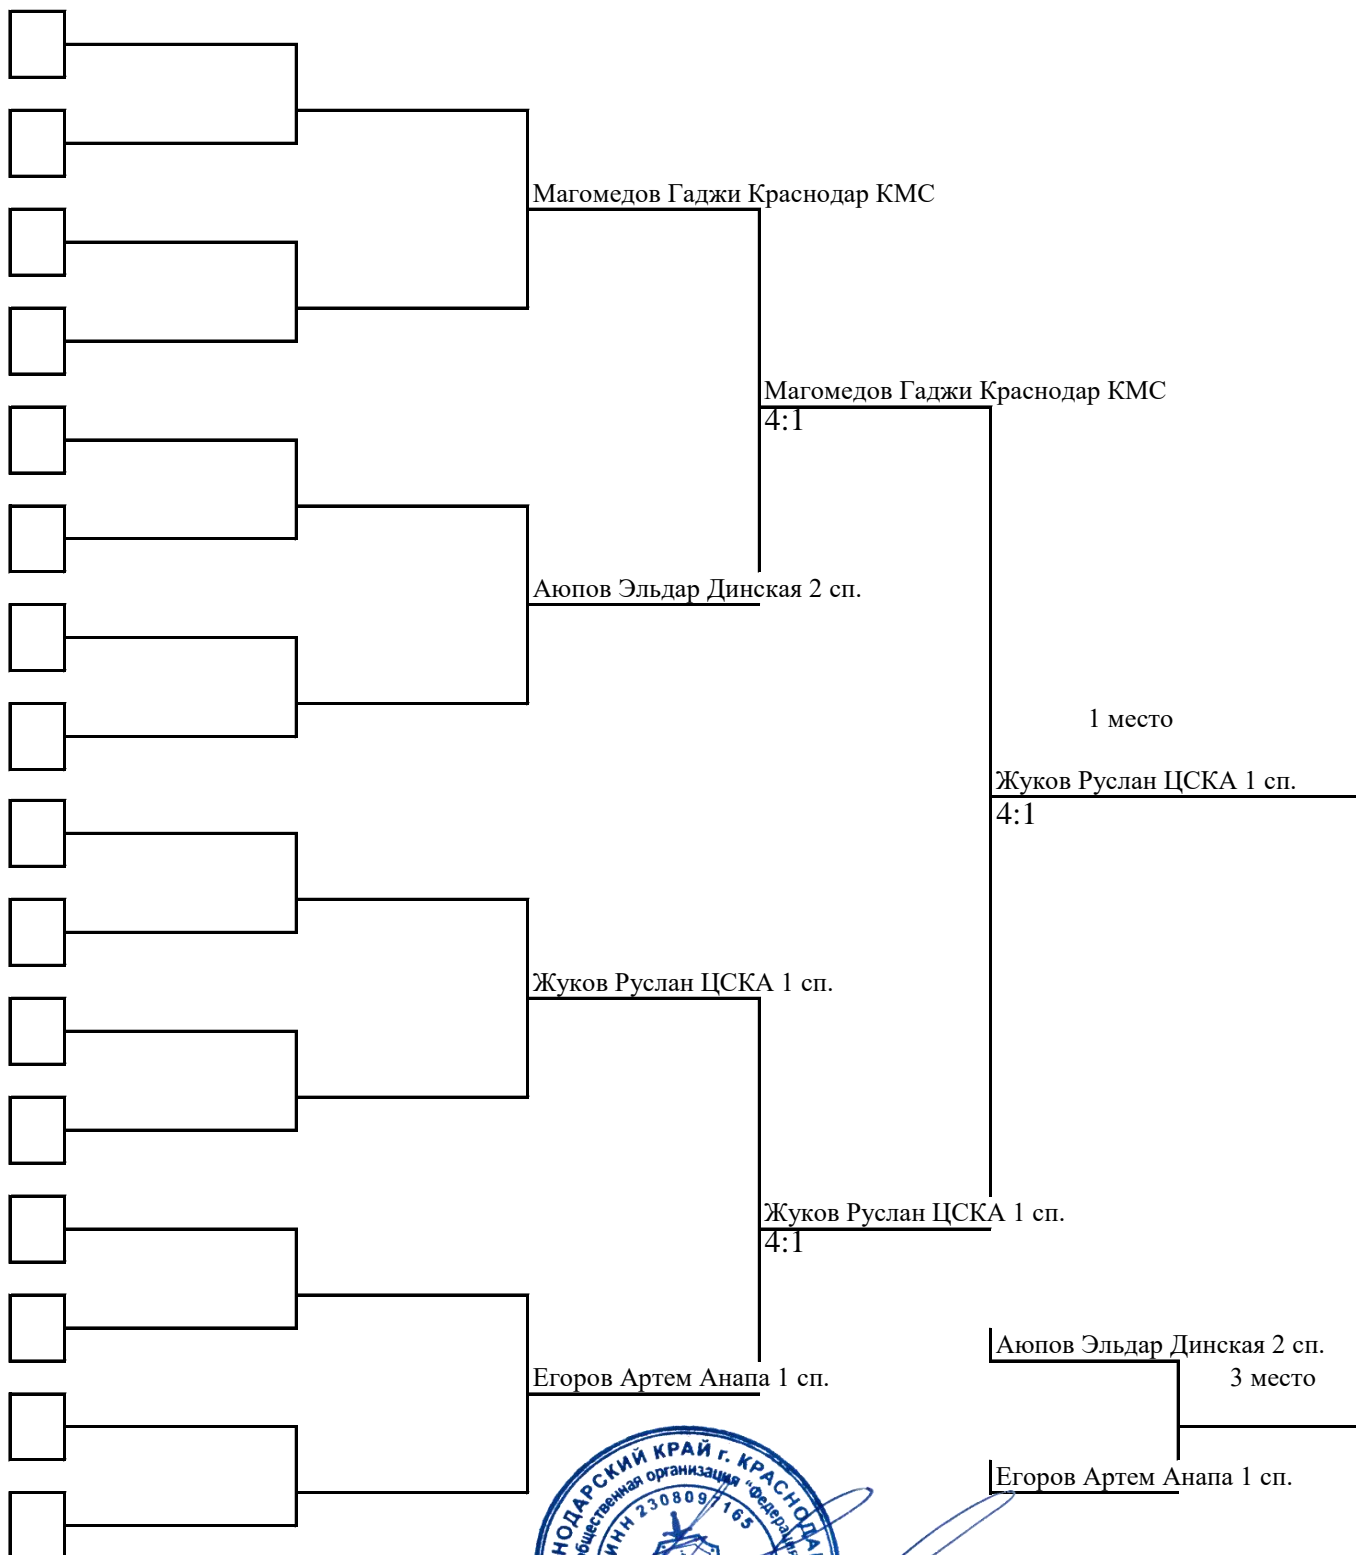 Магомедов Гаджи Краснодар КМС
Магомедов Гаджи Краснодар КМС
4:1
Аюпов Эльдар Динская 2 сп.
1 место
Жуков Руслан ЦСКА 1 сп.
4:1
Жуков Руслан ЦСКА 1 сп.
Жуков Руслан ЦСКА 1 сп.
4:1
Аюпов Эльдар Динская 2 сп.
3 место
Егоров Артем Анапа 1 сп.
Егоров Артем Анапа 1 сп.
КРАЙ г.
организация
ИНН 2308097165